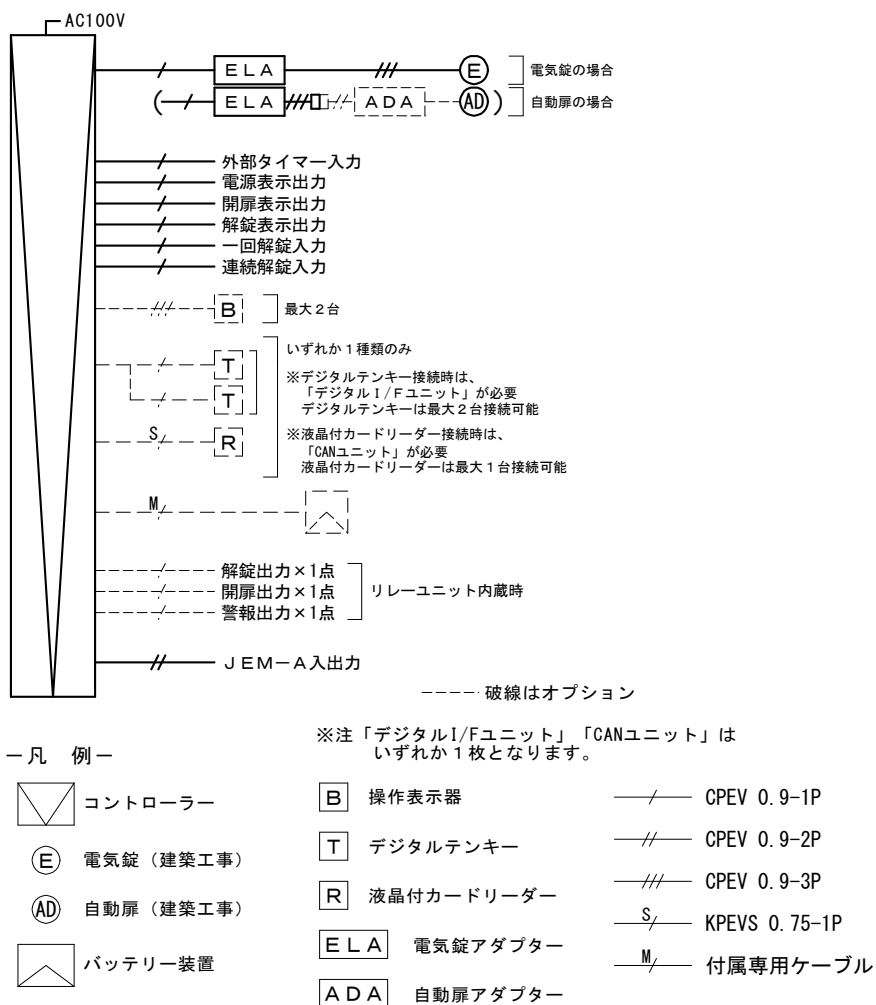 AC100V
ELA
E
電気錠の場合
(
ELA
ADA
AD
)
自動扉の場合
外部タイマー入力
電源表示出力
開扉表示出力
解錠表示出力
一回解錠入力
連続解錠入力
B
最大2台
いずれか1種類のみ
T
※デジタルテンキー接続時は、
「デジタルI/Fユニット」が必要
T
デジタルテンキーは最大2台接続可能
S
R
※液晶付カードリーダー接続時は、
「CANユニット」が必要
液晶付カードリーダーは最大1台接続可能
M
解錠出力×1点
開扉出力×1点
リレーユニット内蔵時
警報出力×1点
JEM-A入出力
破線はオプション
※注「デジタルI/Fユニット」「CANユニット」は
いずれか1枚となります。
-凡 例-
コントローラー
E 電気錠(建築工事)
AD 自動扉(建築工事)
バッテリー装置
B 操作表示器
T デジタルテンキー
R 液晶付カードリーダー
ELA 電気錠アダプター
ADA 自動扉アダプター
CPEV 0.9-1P
CPEV 0.9-2P
CPEV 0.9-3P
S KPEVS 0.75-1P
M 付属専用ケーブル